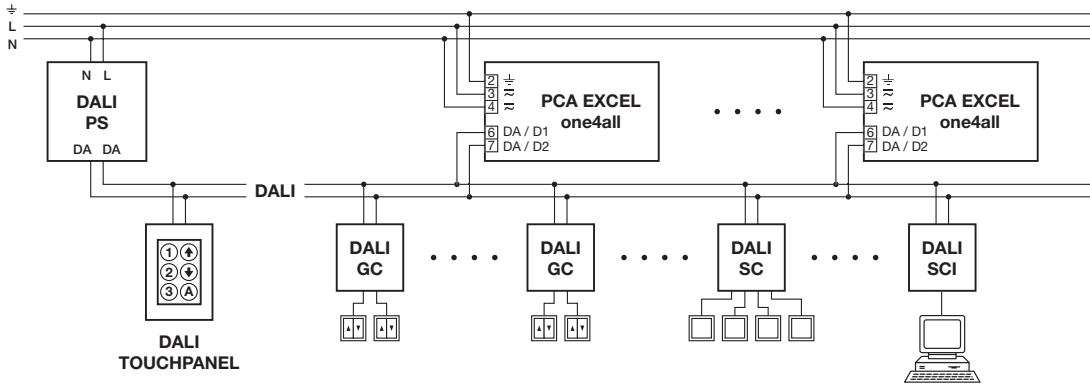 L
N
N L
DALI
PS
DA DA
2
3
4
PCA EXCEL
one4all
6 DA / D1
7 DA / D2
2
3
4
PCA EXCEL
one4all
6 DA / D1
7 DA / D2
DALI
1
2
3 A
DALI
TOUCHPANEL
DALI
GC
DALI
GC
DALI
SC
DALI
SCI